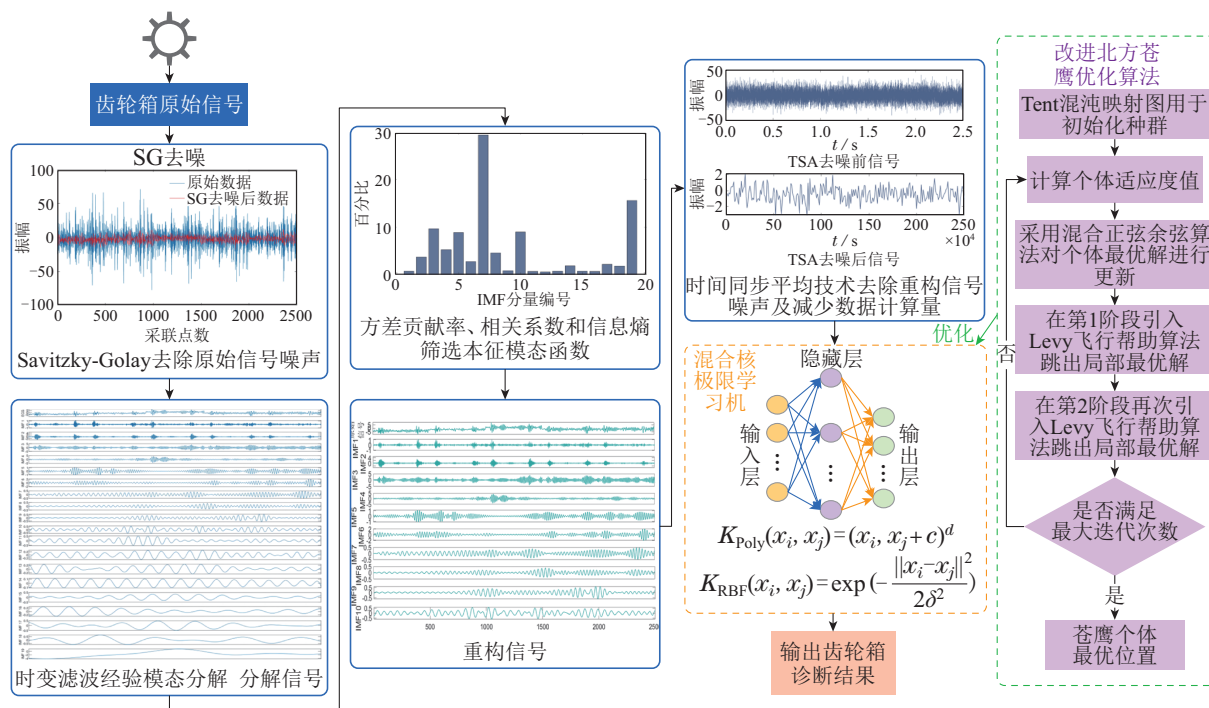 齿轮箱原始信号
SG去噪
100
50
0
−50
−100
振幅
原始数据
SG去噪后数据
0
500
1000
1500
2000
2500
采联点数
Savitzky-Golay去除原始信号噪声
时变滤波经验模态分解 分解信号
30
20
10
0
百分比
0
5
10
15
20
IMF分量编号
方差贡献率、相关系数和信息熵
筛选本征模态函数
信号
IMF1
IMF2
IMF3
IMF4
IMF5
IMF6
IMF7
IMF8
IMF9
IMF10
500
1000
1500
2000
重构信号
50
0
−50
振幅
0.0
0.5
1.0
1.5
2.0
2.5
t / s
TSA去噪前信号
2
0
−2
振幅
0
50
100
150
200
250
t / s
×10⁴
TSA去噪后信号
时间同步平均技术去除重构信号
噪声及减少数据计算量
优化
混合核
极限学
习机
隐藏层
输入层
输出层
K_Poly(x_i, x_j)=(x_i, x_j+c)^d
K_RBF(x_i, x_j)=exp(−‖x_i−x_j‖²/2δ²)
输出齿轮箱
诊断结果
改进北方苍
鹰优化算法
Tent混沌映射图用于
初始化种群
计算个体适应度值
采用混合正弦余弦算
法对个体最优解进行
更新
在第1阶段引入
Levy飞行帮助算法
跳出局部最优解
在第2阶段再次引
入Levy飞行帮助算
法跳出局部最优解
是否满足
最大迭代次数
否
是
苍鹰个体
最优位置